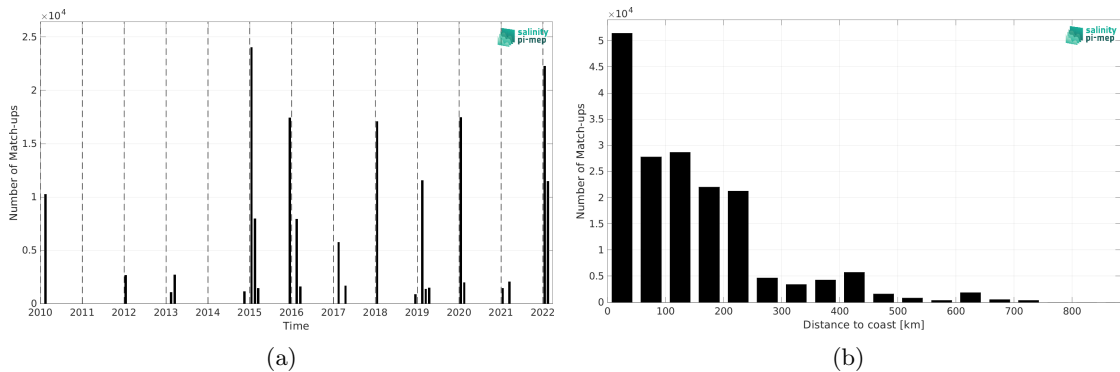 ×10⁴
2.5
2
1.5
1
0.5
0
Number of Match-ups
2010 2011 2012 2013 2014 2015 2016 2017 2018 2019 2020 2021 2022
Time
salinity
pi-mep
(a)
×10⁴
5
4.5
4
3.5
3
2.5
2
1.5
1
0.5
0
Number of Match-ups
0 100 200 300 400 500 600 700 800
Distance to coast [km]
salinity
pi-mep
(b)